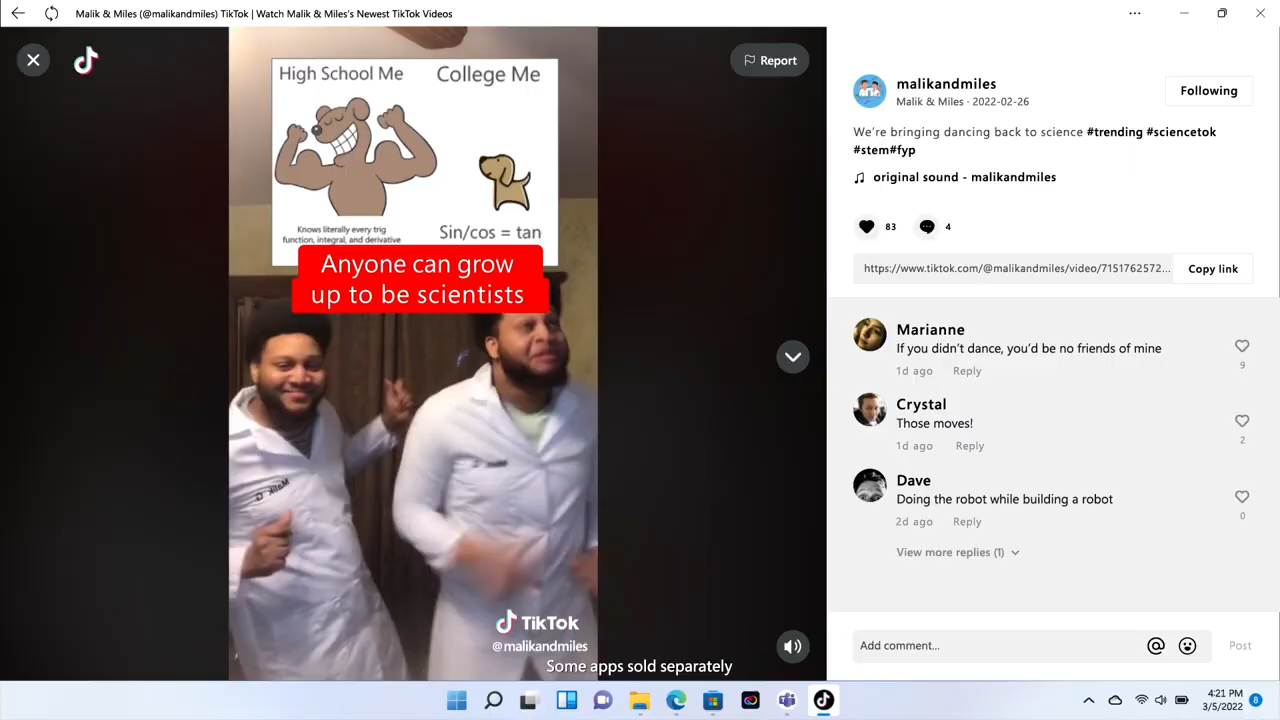 Malik & Miles (@malikandmiles) TikTok | Watch Malik & Miles's Newest TikTok Videos
Report
High School Me
College Me
Knows literally every trig
function, integral, and derivative
Sin/cos = tan
Anyone can grow
up to be scientists
Malik C
TikTok
@malikandmiles
Some apps sold separately
malikandmiles
Malik & Miles · 2022-02-26
Following
We're bringing dancing back to science #trending #sciencetok
#stem#fyp
original sound - malikandmiles
83
4
https://www.tiktok.com/@malikandmiles/video/7151762572...
Copy link
Marianne
If you didn't dance, you'd be no friends of mine
1d ago Reply
9
Crystal
Those moves!
1d ago Reply
2
Dave
Doing the robot while building a robot
2d ago Reply
0
View more replies (1)
Add comment...
Post
4:21 PM
3/5/2022
8